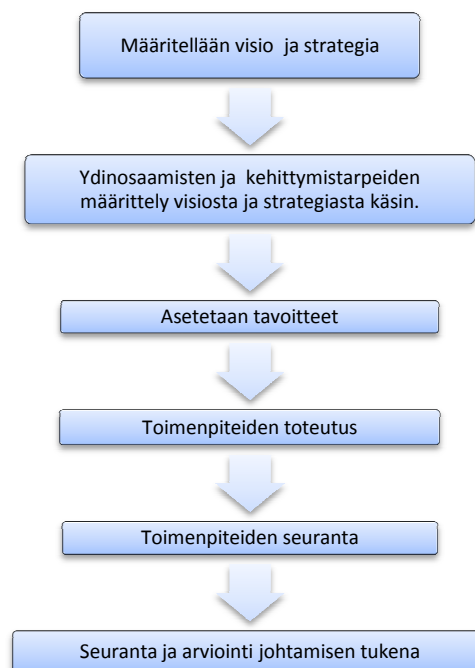 Määritellään visio ja strategia
Ydinosaamisten ja kehittymistarpeiden
määrittely visiosta ja strategiasta käsin.
Asetetaan tavoitteet
Toimenpiteiden toteutus
Toimenpiteiden seuranta
Seuranta ja arviointi johtamisen tukena